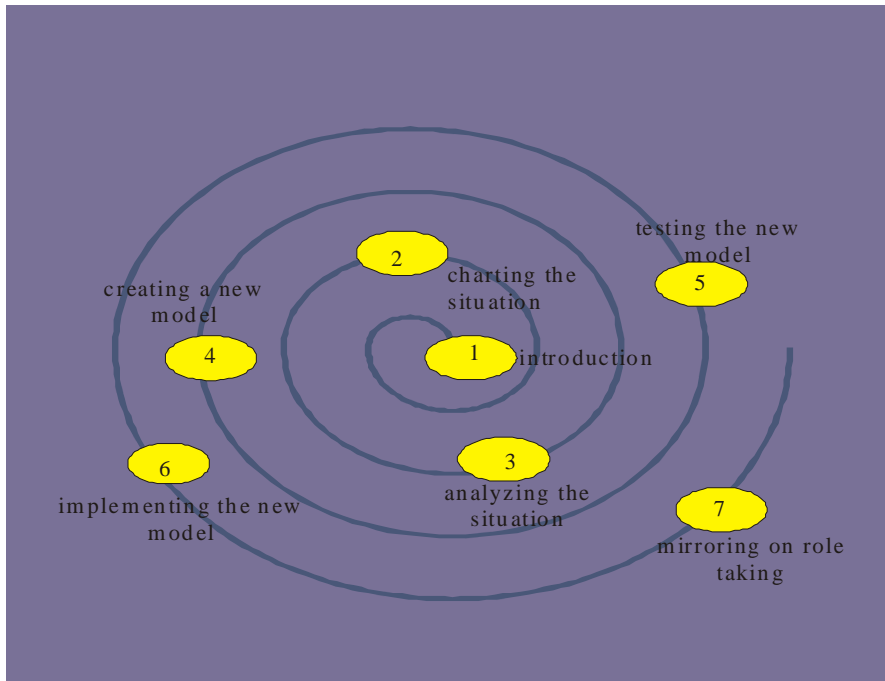 1
introduction
2
charting the
situation
3
analyzing the
situation
4
creating a new
model
5
testing the new
model
6
implementing the new
model
7
mirroring on role
taking